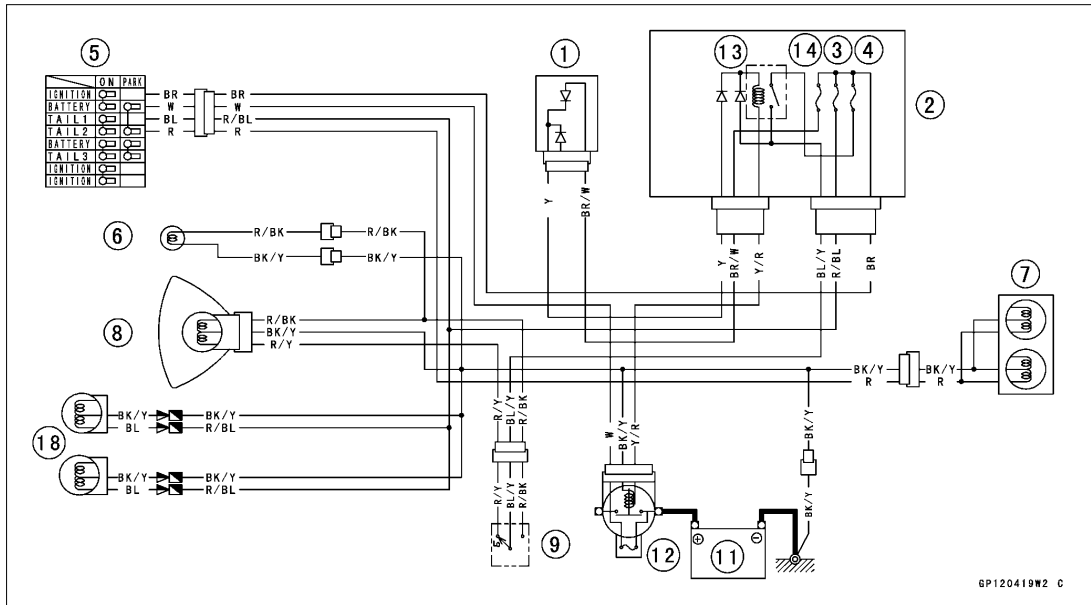 5
ON PARK
IGNITION
BATTERY
TAIL1
TAIL2
BATTERY
TAIL3
IGNITION
IGNITION
BR BR
W W
BL R/BL
R R
1
Y
BR/W
13
14
3
4
2
Y
BR/W
Y/R
BL/Y
R/BL
BR
6
R/BK R/BK
BK/Y BK/Y
8
R/BK
BK/Y
R/Y
7
BK/Y BK/Y
R R
18
BK/Y BK/Y
BL R/BL
BK/Y BK/Y
BL R/BL
R/Y
BL/Y
R/BK
R/Y
BL/Y
R/BK
9
W
BK/Y
Y/R
12
+ −
11
BK/Y
BK/Y
GP120419W2 C